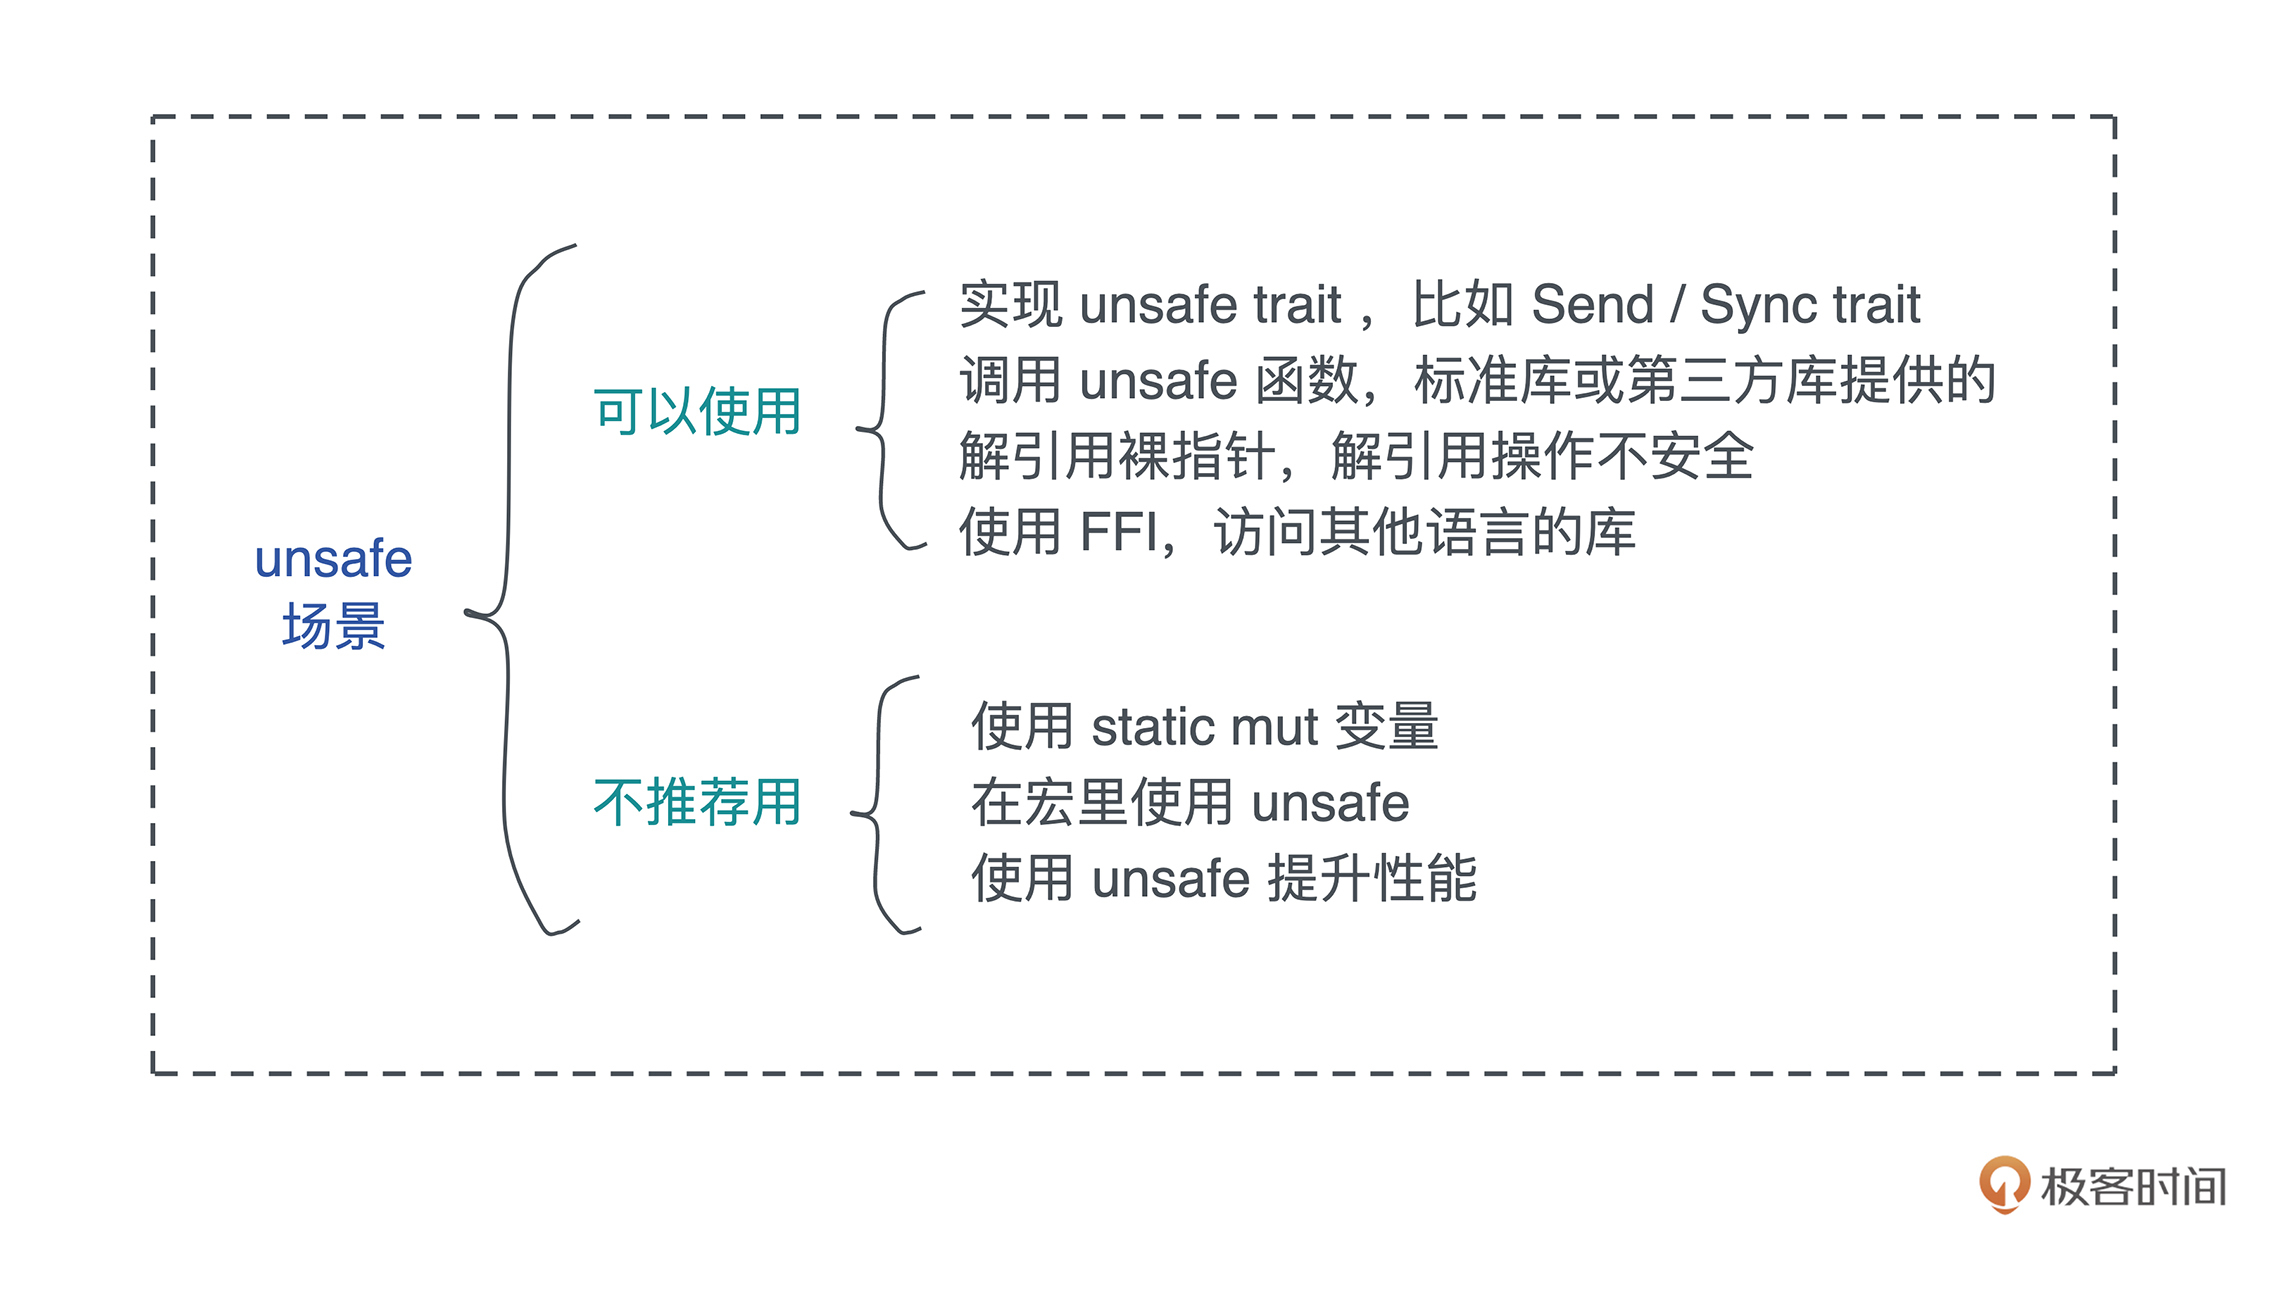 unsafe
场景
可以使用
实现 unsafe trait ，比如 Send / Sync trait
调用 unsafe 函数，标准库或第三方库提供的
解引用裸指针，解引用操作不安全
使用 FFI，访问其他语言的库
不推荐用
使用 static mut 变量
在宏里使用 unsafe
使用 unsafe 提升性能
极客时间